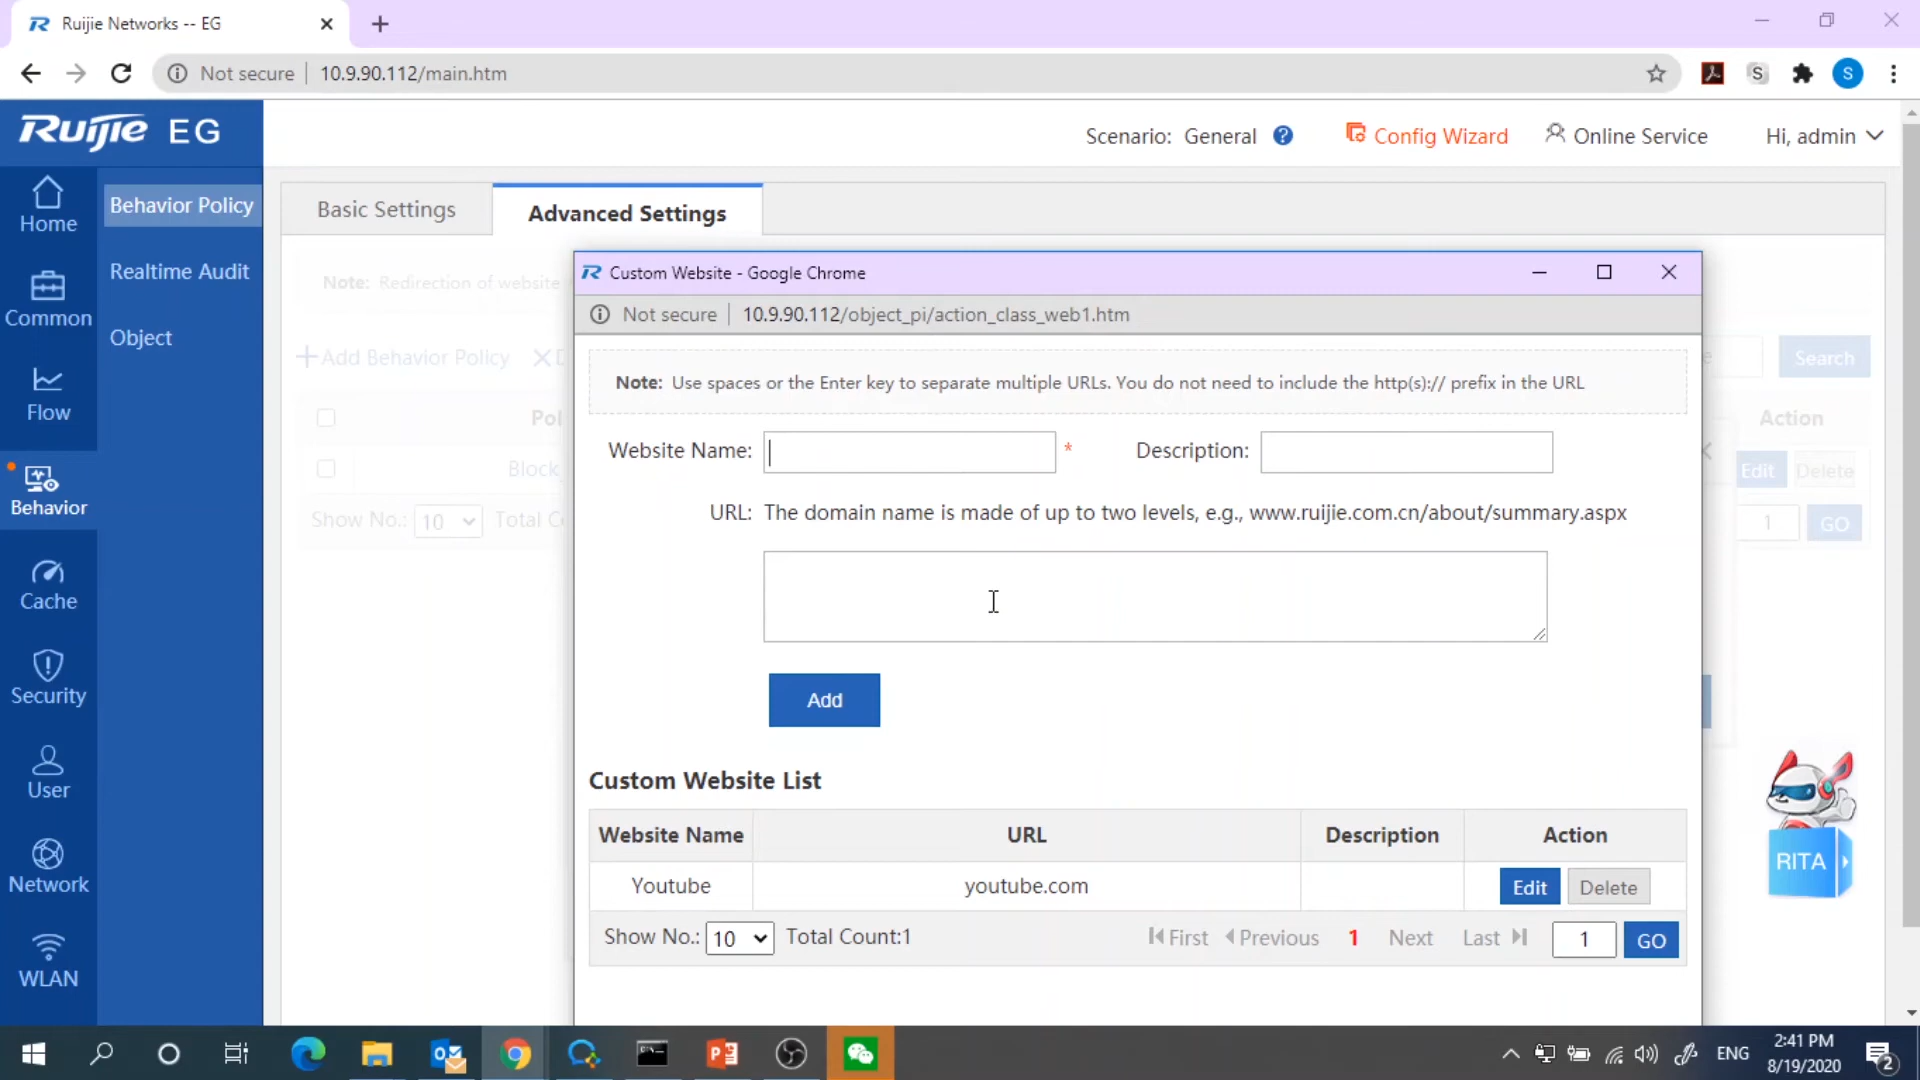 Ruijie Networks -- EG
Not secure 10.9.90.112/main.htm
S
S
Ruijie EG
Scenario: General ? Config Wizard Online Service Hi, admin
Home
Common
Flow
Behavior
Cache
Security
User
Network
WLAN
Behavior Policy
Realtime Audit
Object
Basic Settings Advanced Settings
Note: Redirection of website
Add Behavior Policy
Search
Action
Block
Edit Delete
Show No.: 10
1 GO
Custom Website - Google Chrome
Not secure 10.9.90.112/object_pi/action_class_web1.htm
Note: Use spaces or the Enter key to separate multiple URLs. You do not need to include the http(s):// prefix in the URL
Website Name: * Description:
URL: The domain name is made of up to two levels, e.g., www.ruijie.com.cn/about/summary.aspx
Add
Custom Website List
Website Name URL Description Action
Youtube youtube.com Edit Delete
Show No.: 10 Total Count:1 First Previous 1 Next Last 1 GO
RITA
ENG
2:41 PM
8/19/2020
2